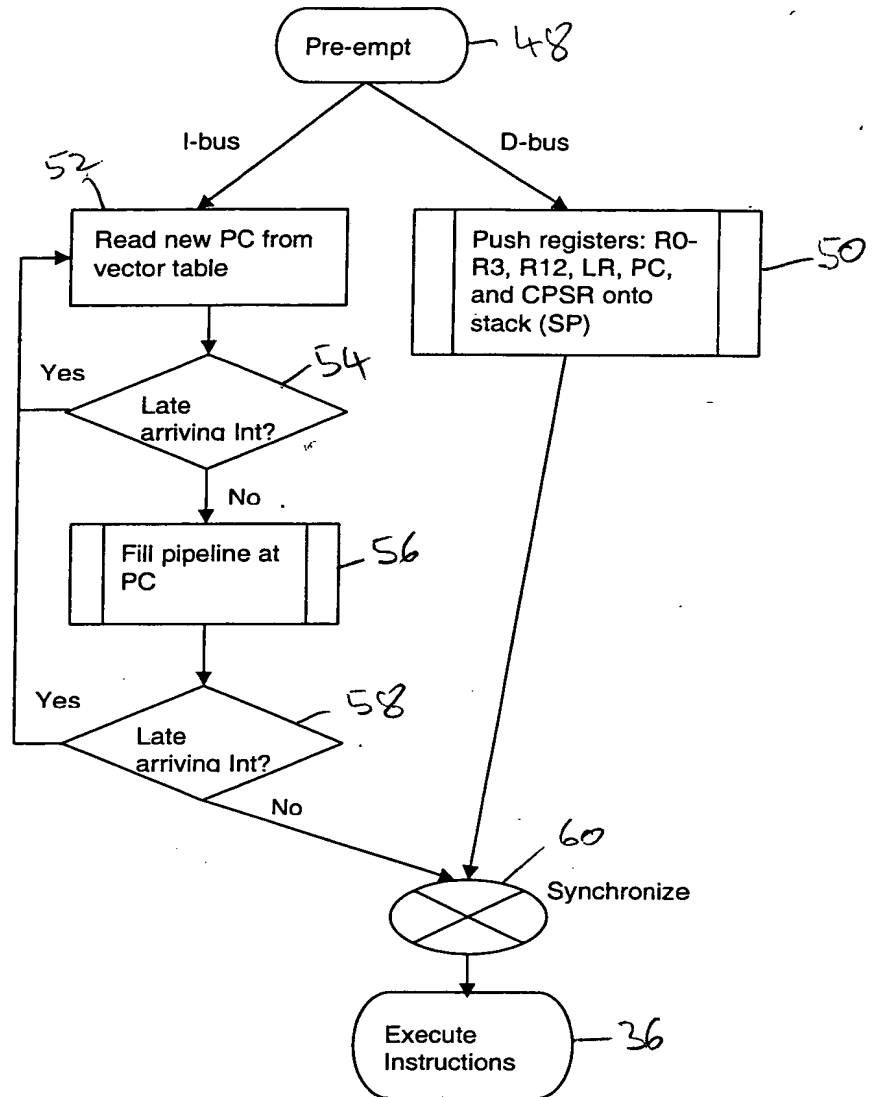 Pre-empt
48
I-bus
D-bus
52
Read new PC from
vector table
Push registers: R0-
R3, R12, LR, PC,
and CPSR onto
stack (SP)
50
Yes
54
Late
arriving Int?
No
Fill pipeline at
PC
56
Yes
58
Late
arriving Int?
No
60
Synchronize
Execute
Instructions
36